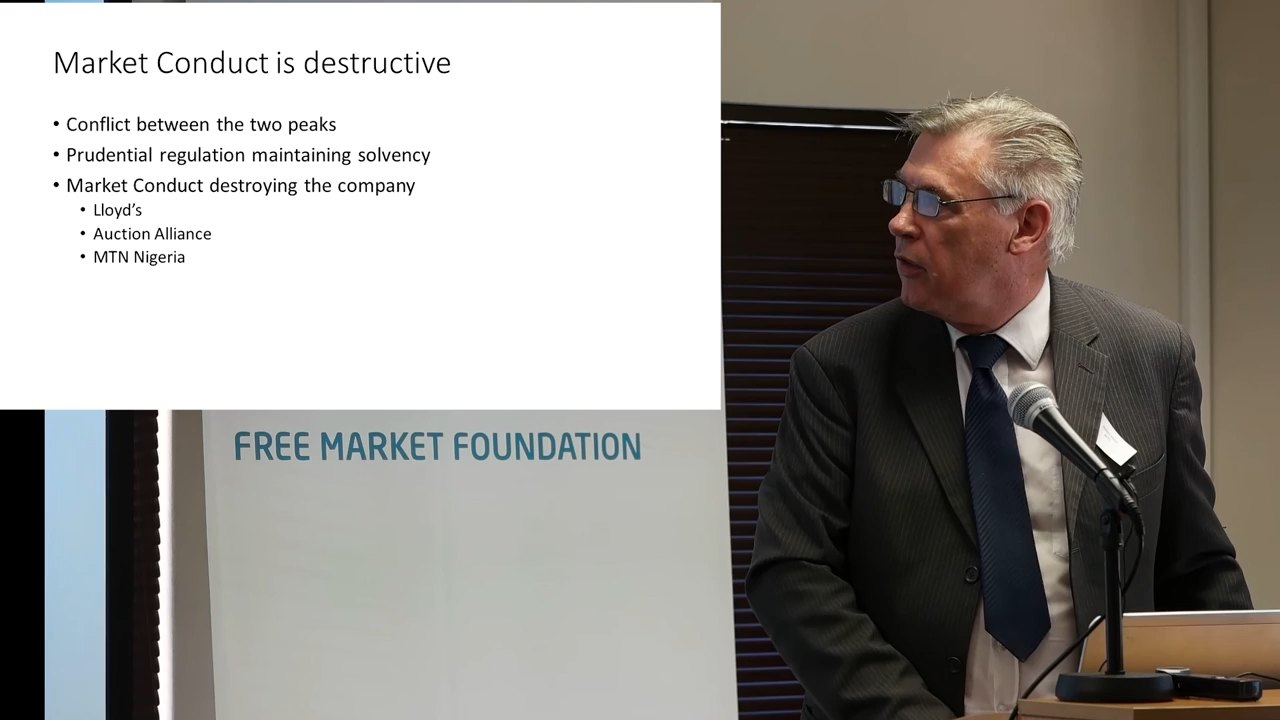 Market Conduct is destructive
• Conflict between the two peaks
• Prudential regulation maintaining solvency
• Market Conduct destroying the company
• Lloyd's
• Auction Alliance
• MTN Nigeria
FREE MARKET FOUNDATION